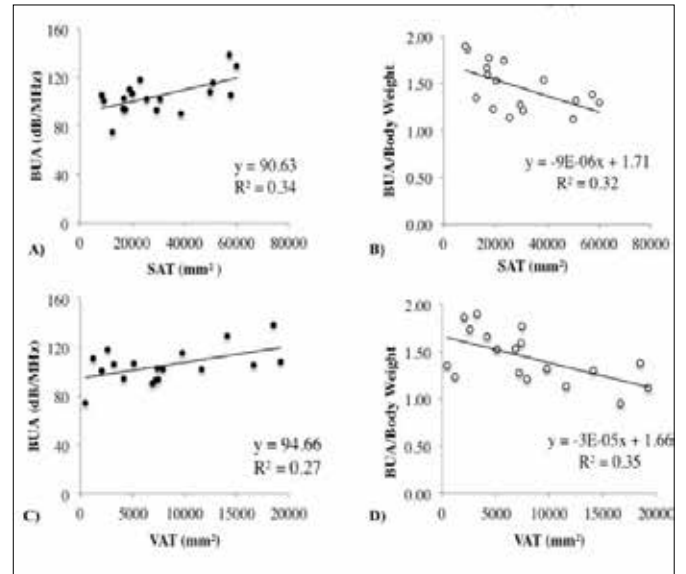 160
120
80
40
0
BUA (dB/MHz)
y = 90.63
R² = 0.34
0 20000 40000 60000 80000
A)
SAT (mm²)
2.00
1.50
1.00
0.50
0.00
BUA/Body Weight
y = -9E-06x + 1.71
R² = 0.32
0 20000 40000 60000 80000
B)
SAT (mm²)
160
120
80
40
0
BUA (dB/MHz)
y = 94.66
R² = 0.27
0 5000 10000 15000 20000
C)
VAT (mm²)
2.00
1.50
1.00
0.50
0.00
BUA/Body Weight
y = -3E-05x + 1.66
R² = 0.35
0 5000 10000 15000 20000
D)
VAT (mm²)